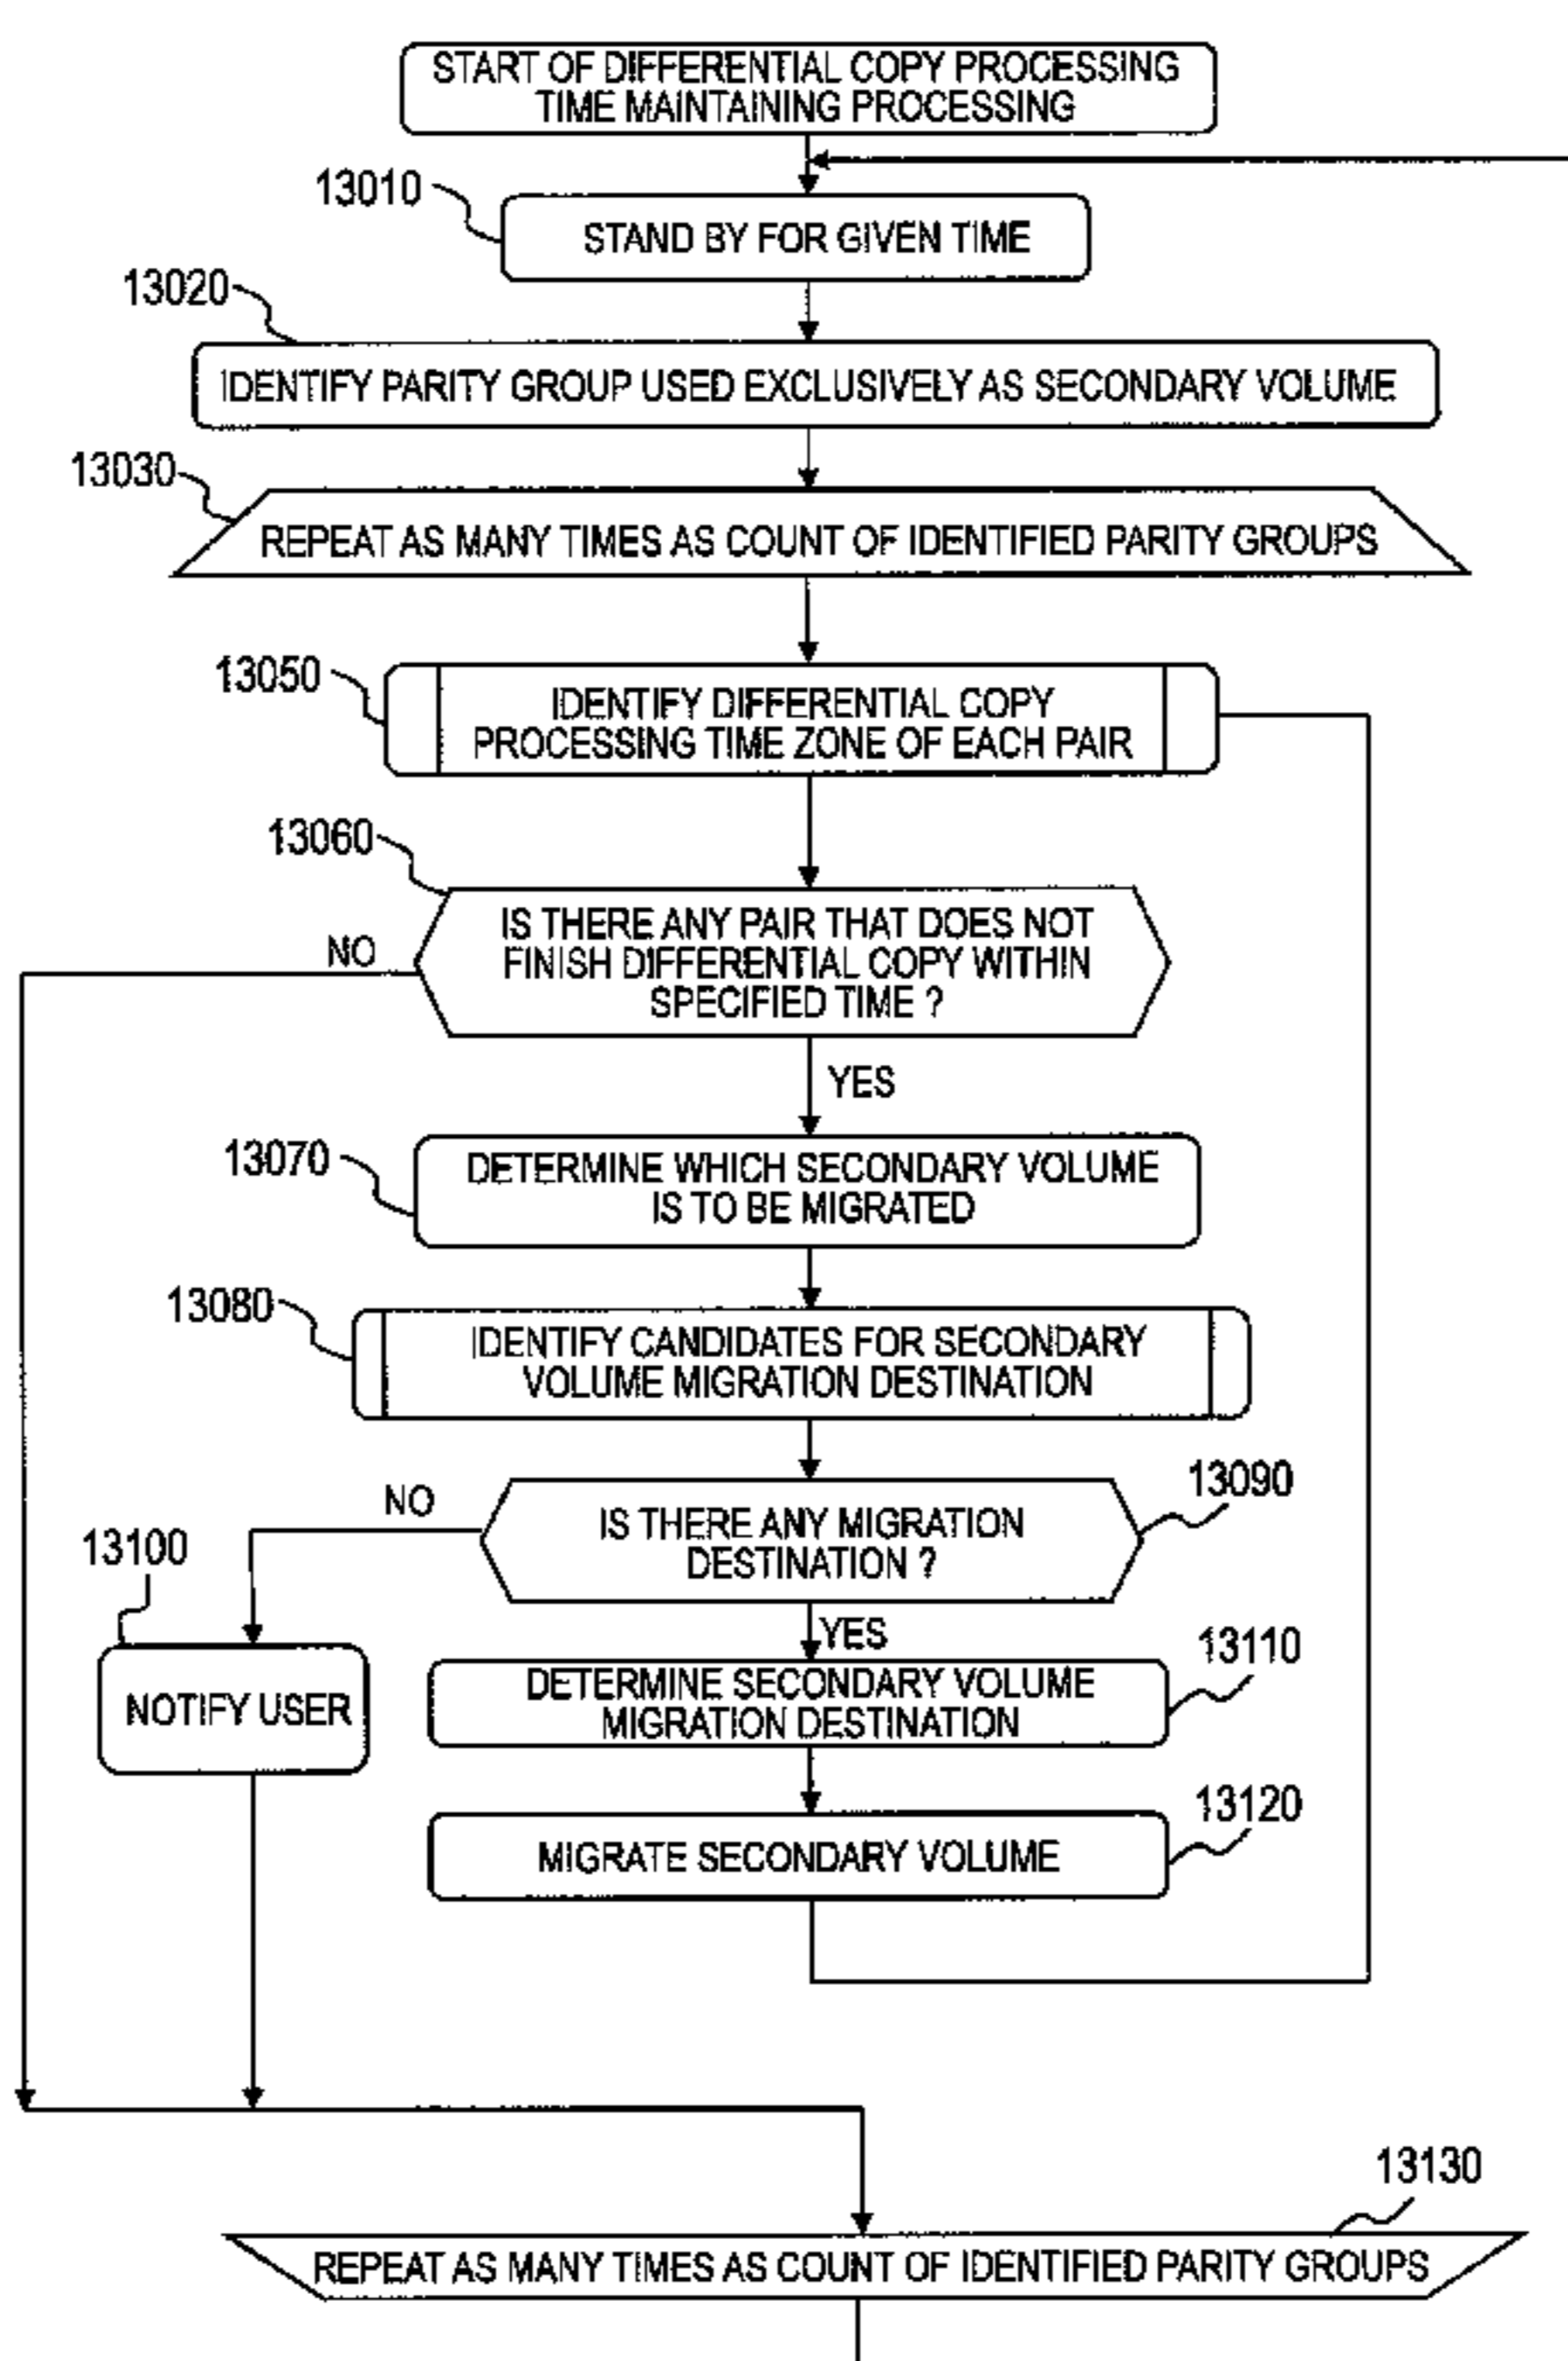 START OF DIFFERENTIAL COPY PROCESSING
TIME MAINTAINING PROCESSING
13010
STAND BY FOR GIVEN TIME
13020
IDENTIFY PARITY GROUP USED EXCLUSIVELY AS SECONDARY VOLUME
13030
REPEAT AS MANY TIMES AS COUNT OF IDENTIFIED PARITY GROUPS
13050
IDENTIFY DIFFERENTIAL COPY
PROCESSING TIME ZONE OF EACH PAIR
13060
IS THERE ANY PAIR THAT DOES NOT
FINISH DIFFERENTIAL COPY WITHIN
SPECIFIED TIME ?
NO
YES
13070
DETERMINE WHICH SECONDARY VOLUME
IS TO BE MIGRATED
13080
IDENTIFY CANDIDATES FOR SECONDARY
VOLUME MIGRATION DESTINATION
13090
NO
IS THERE ANY MIGRATION
DESTINATION ?
13100
YES
NOTIFY USER
13110
DETERMINE SECONDARY VOLUME
MIGRATION DESTINATION
13120
MIGRATE SECONDARY VOLUME
13130
REPEAT AS MANY TIMES AS COUNT OF IDENTIFIED PARITY GROUPS